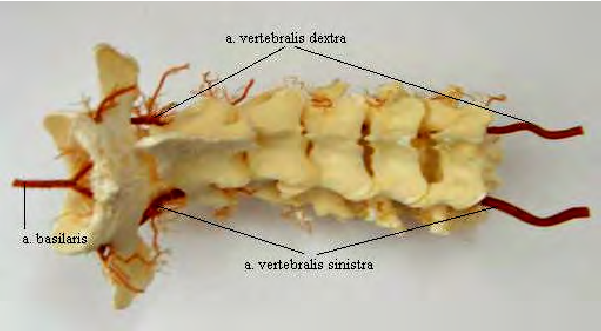 a. vertebralis dextra
a. basilaris
a. vertebralis sinistra